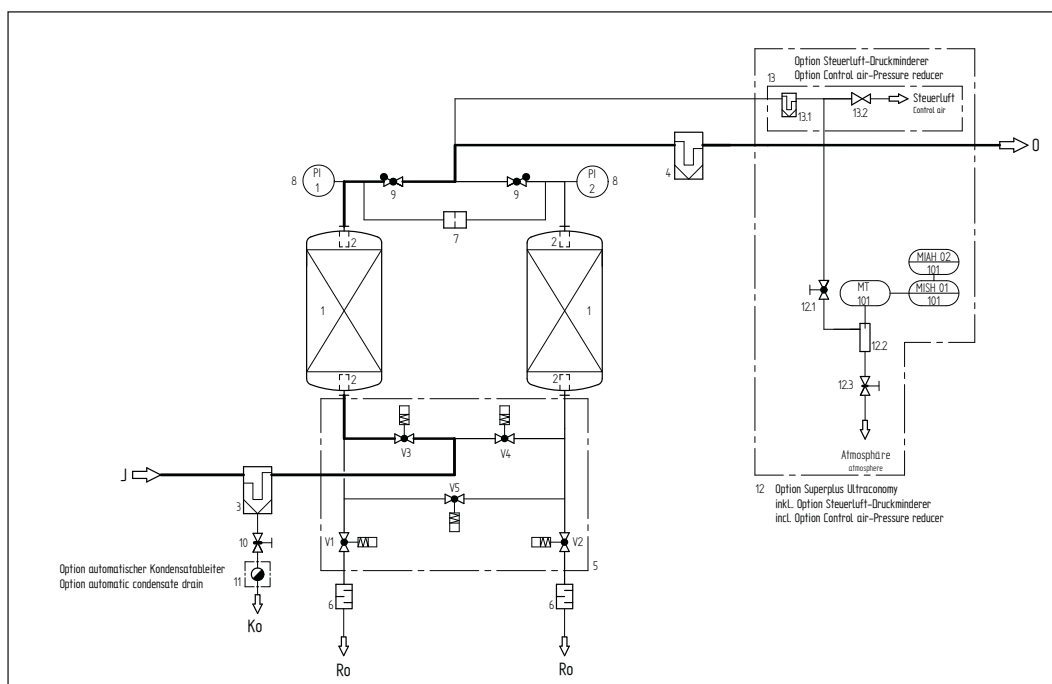 Option Steuerluft-Druckminderer
Option Control air-Pressure reducer
13
13.1
13.2
Steuerluft
Control air
O
4
PI
1
8
9
9
PI
2
8
7
2
2
1
1
2
2
MIAH 02
101
MT
101
MISH 01
101
12.1
12.2
12.3
Atmosphäre
atmosphere
12 Option Superplus Ultraconomy
inkl. Option Steuerluft-Druckminderer
incl. Option Control air-Pressure reducer
V3
V4
J
3
V5
V1
V2
5
10
Option automatischer Kondensatableiter
Option automatic condensate drain
11
Ko
6
6
Ro
Ro